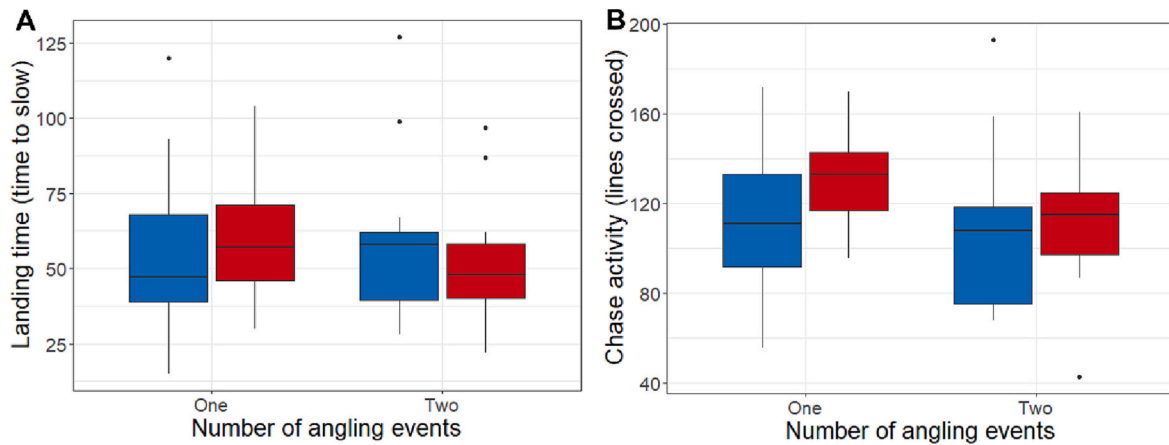 A
Landing time (time to slow)
125
100
75
50
25
One
Two
Number of angling events
B
Chase activity (lines crossed)
200
160
120
80
40
One
Two
Number of angling events